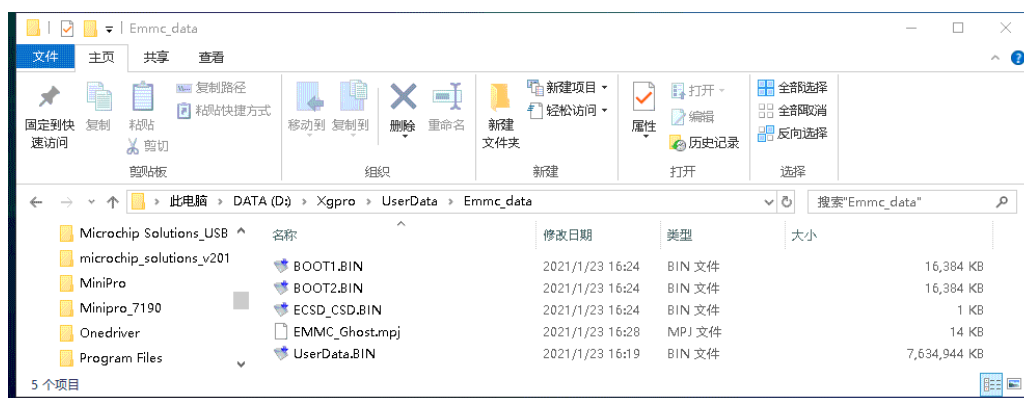 Emmc_data
文件 主页 共享 查看
固定到快速访问
复制
粘贴
复制路径
粘贴快捷方式
剪切
剪贴板
移动到 复制到 删除 重命名
组织
新建文件夹
新建项目
轻松访问
新建
属性
打开
编辑
历史记录
打开
全部选择
全部取消
反向选择
选择
此电脑 > DATA (D:) > Xgpro > UserData > Emmc_data
搜索"Emmc_data"
Microchip Solutions_USB
microchip_solutions_v201
MiniPro
Minipro_7190
Onedriver
Program Files
名称 修改日期 类型 大小
BOOT1.BIN 2021/1/23 16:24 BIN 文件 16,384 KB
BOOT2.BIN 2021/1/23 16:24 BIN 文件 16,384 KB
ECSD_CSD.BIN 2021/1/23 16:24 BIN 文件 1 KB
EMMC_Ghost.mpj 2021/1/23 16:28 MPJ 文件 14 KB
UserData.BIN 2021/1/23 16:19 BIN 文件 7,634,944 KB
5 个项目